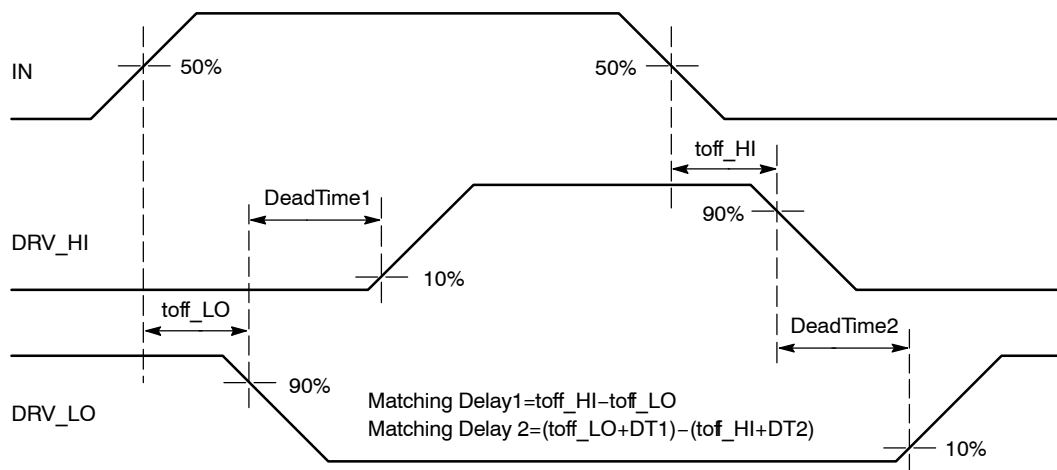 IN
50%
50%
toff_HI
DeadTime1
90%
DRV_HI
10%
toff_LO
DeadTime2
90%
DRV_LO
Matching Delay1=toff_HI−toff_LO
Matching Delay 2=(toff_LO+DT1)−(toff_HI+DT2)
10%